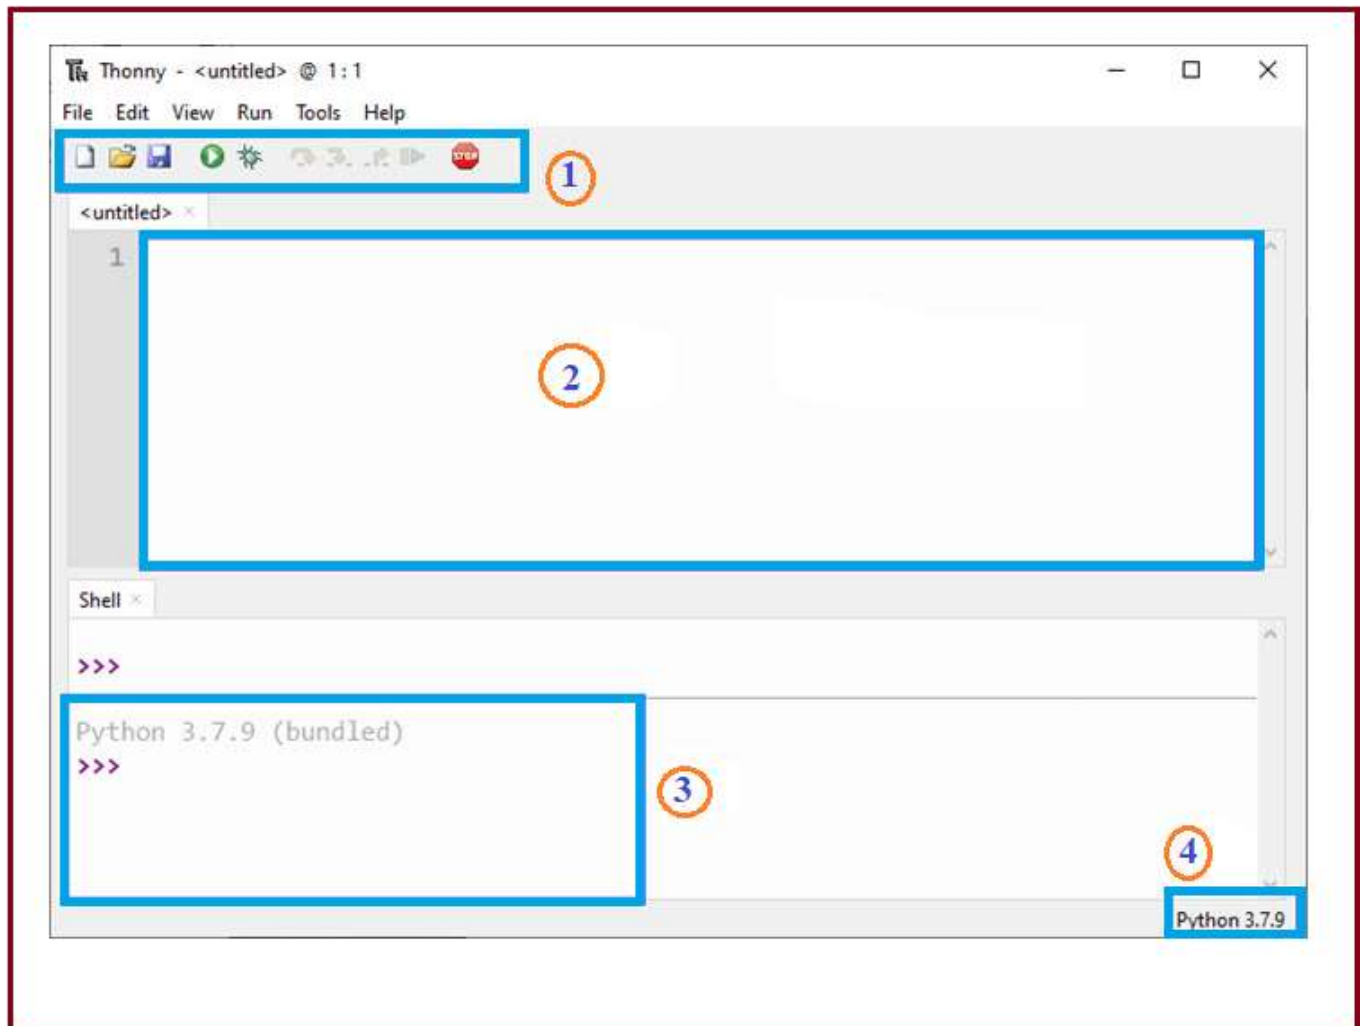 Thonny - <untitled> @ 1:1
File Edit View Run Tools Help
STOP
1
<untitled> ×
1
2
Shell ×
>>>
Python 3.7.9 (bundled)
>>>
3
4
Python 3.7.9